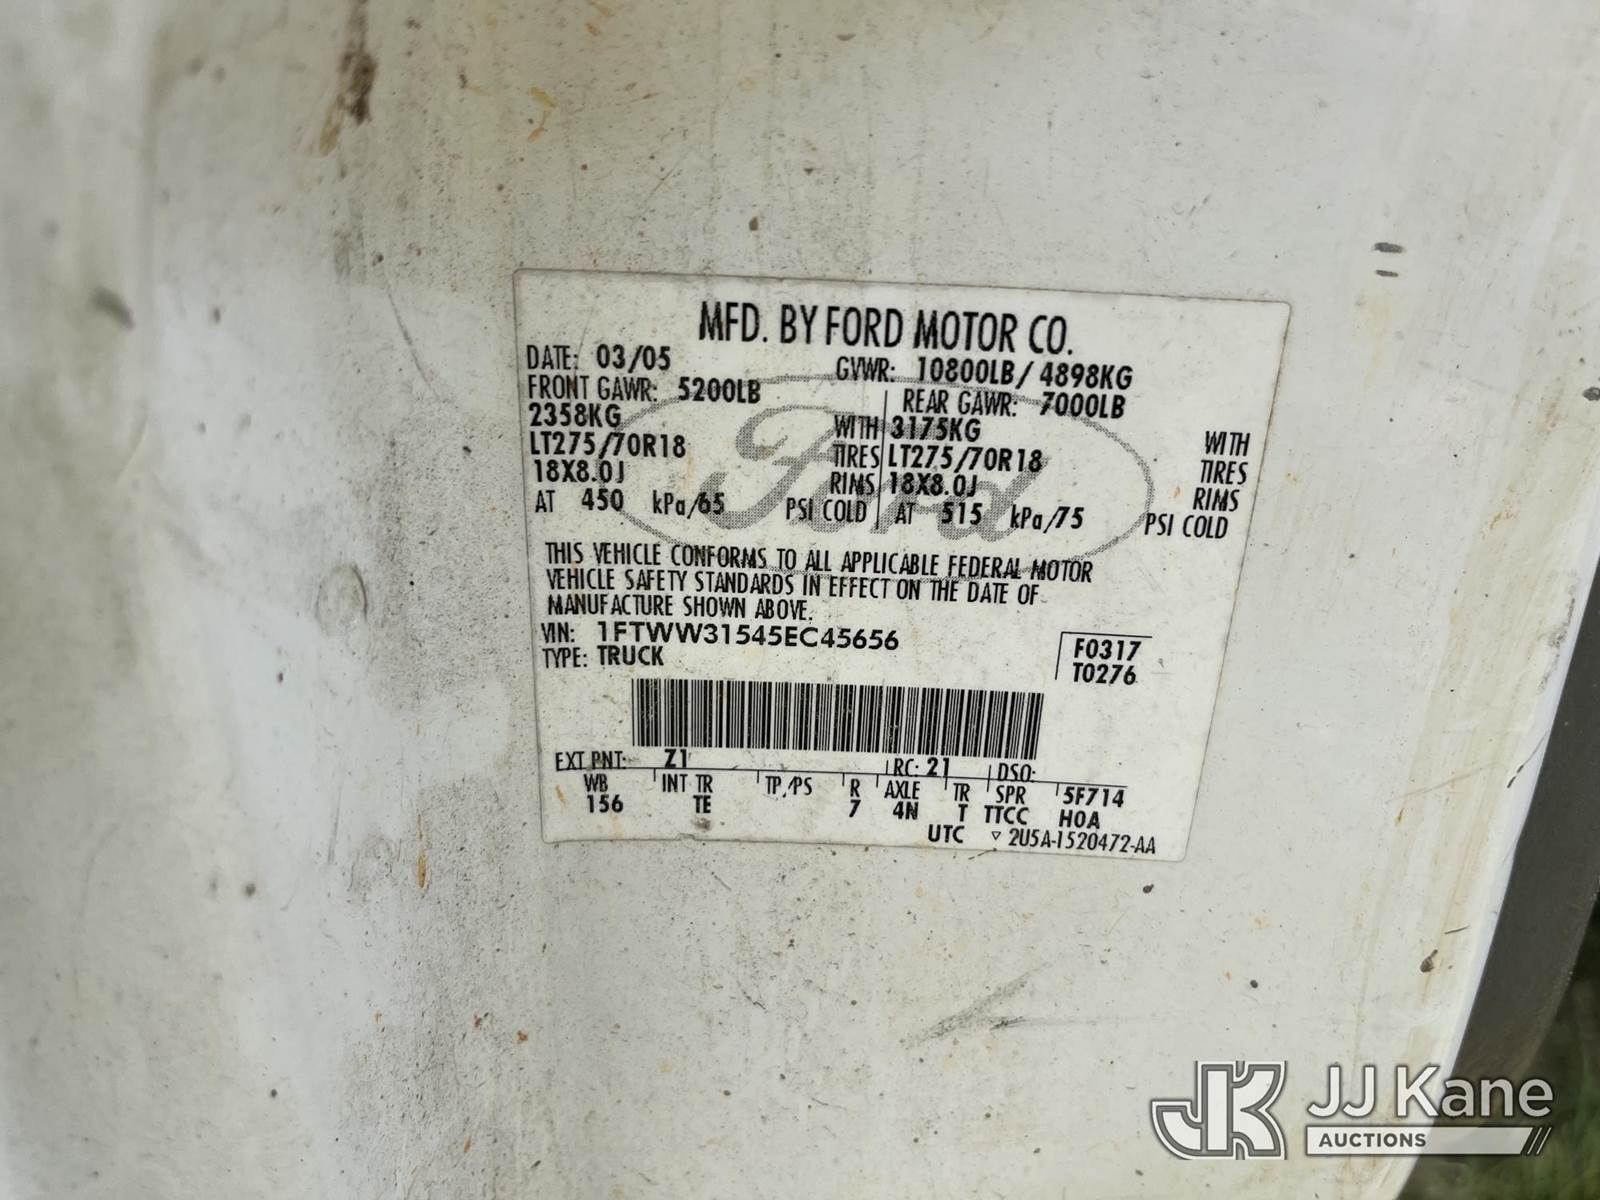 MFD. BY FORD MOTOR CO.
DATE: 03/05 GVWR: 10800LB/ 4898KG
FRONT GAWR: 5200LB REAR GAWR: 7000LB
2358KG WITH 3175KG WITH
LT275/70R18 TIRES LT275/70R18 TIRES
18X8.0J RIMS 18X8.0J RIMS
AT 450 kPa/65 PSI COLD AT 515 kPa/75 PSI COLD
Ford
THIS VEHICLE CONFORMS TO ALL APPLICABLE FEDERAL MOTOR
VEHICLE SAFETY STANDARDS IN EFFECT ON THE DATE OF
MANUFACTURE SHOWN ABOVE.
VIN: 1FTWW31545EC45656
TYPE: TRUCK
F0317
T0276
EXT PNT: Z1 RC: 21 DSO:
WB INT TR TP/PS R AXLE TR SPR 5F714
156 TE 7 4N T TTCC H0A
UTC ▽ 2U5A-1520472-AA
JK JJ Kane
AUCTIONS